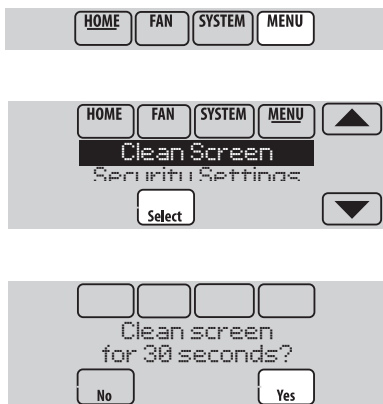 HOME FAN SYSTEM MENU
HOME FAN SYSTEM MENU
Clean Screen
Security Settings
Select
Clean screen
for 30 seconds?
No Yes